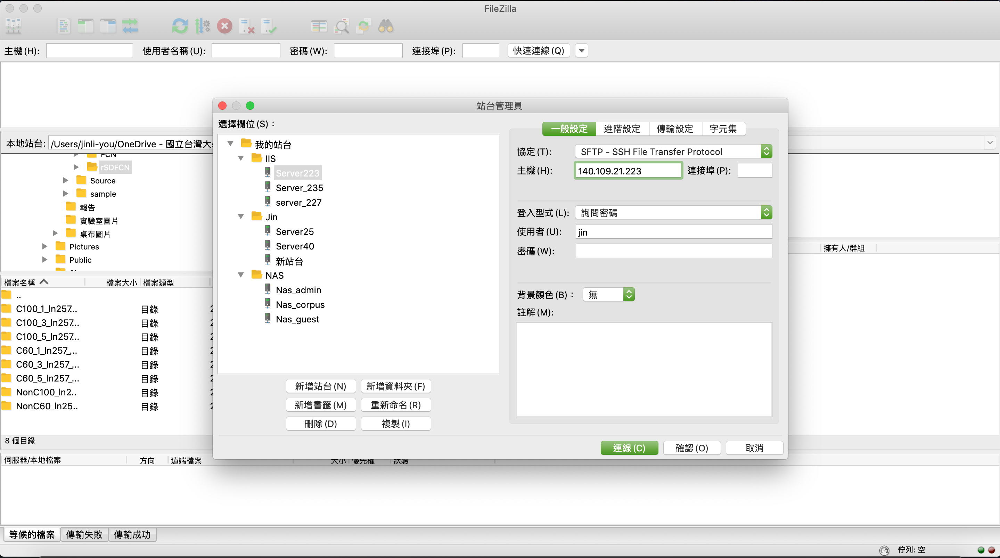 FileZilla
主機(H): 使用者名稱(U): 密碼(W): 連接埠(P): 快速連線(Q)
站台管理員
選擇欄位(S)：
我的站台
IIS
Server223
Server_235
server_227
Jin
Server25
Server40
新站台
NAS
Nas_admin
Nas_corpus
Nas_guest
新增站台(N) 新增資料夾(F)
新增書籤(M) 重新命名(R)
刪除(D) 複製(I)
一般設定 進階設定 傳輸設定 字元集
協定(T): SFTP - SSH File Transfer Protocol
主機(H): 140.109.21.223 連接埠(P):
登入型式(L): 詢問密碼
使用者(U): jin
密碼(W):
背景顏色(B)： 無
註解(M):
連線(C) 確認(O) 取消
本地站台: /Users/jinli-you/OneDrive - 國立台灣大
FCN
rSDFCN
Source
sample
報告
實驗室圖片
桌布圖片
Pictures
Public
擁有人/群組
檔案名稱 檔案大小 檔案類型
..
C100_1_ln257... 目錄 2
C100_3_ln257... 目錄 2
C100_5_ln257... 目錄 2
C60_1_ln257_... 目錄 2
C60_3_ln257_... 目錄 2
C60_5_ln257_... 目錄 2
NonC100_ln2.. 目錄 2
NonC60_ln25.. 目錄 2
8 個目錄
伺服器/本地檔案 方向 遠端檔案 大小 優先權 狀態
等候的檔案 傳輸失敗 傳輸成功
佇列: 空